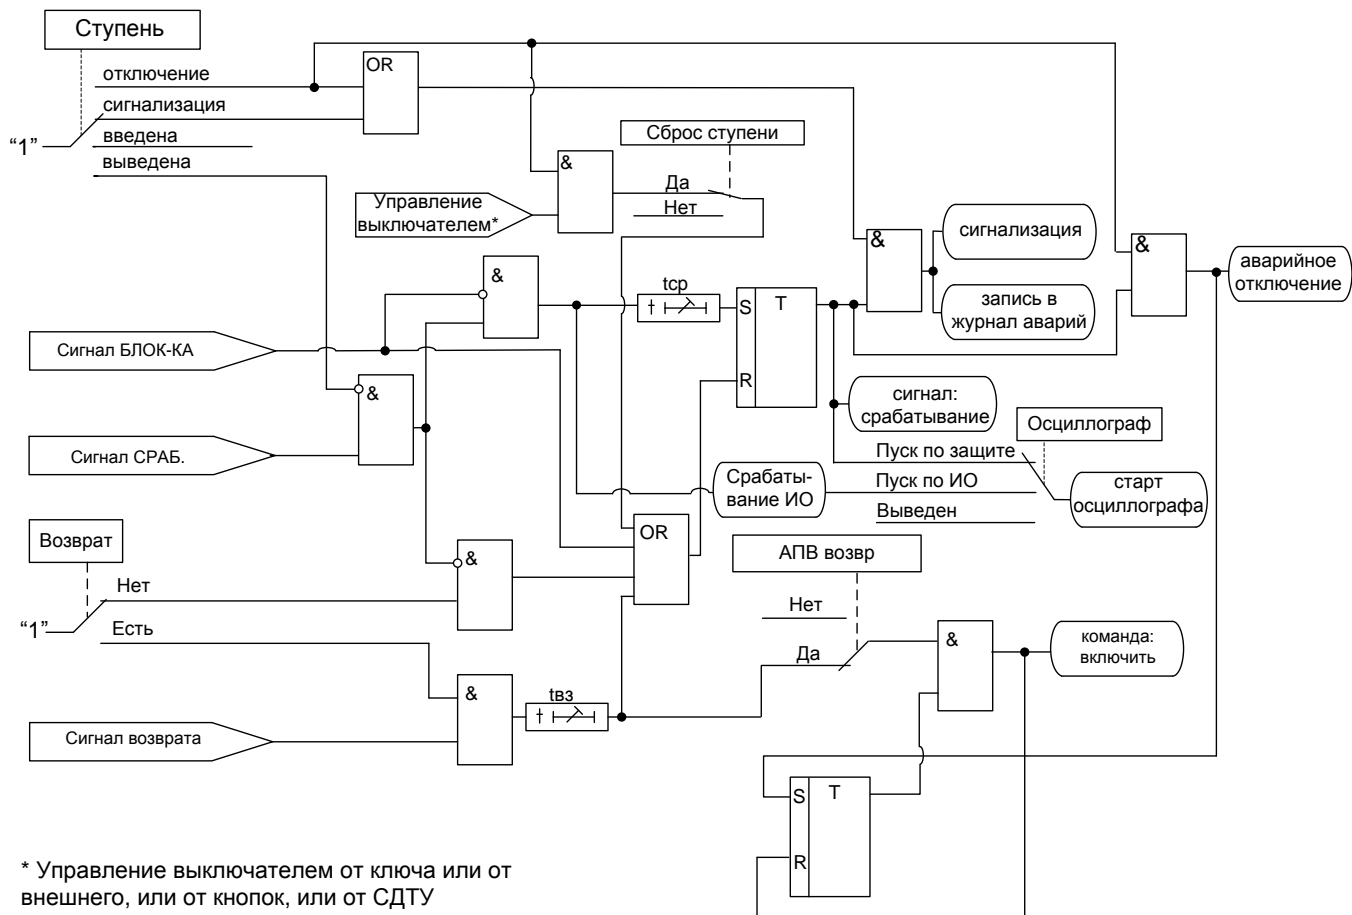 Ступень
отключение
сигнализация
"1"
введена
выведена
OR
Сброс ступени
&
Да
Нет
Управление
выключателем*
&
сигнализация
&
аварийное
отключение
запись в
журнал аварий
&
tср
S
T
R
Сигнал БЛОК-КА
&
сигнал:
срабатывание
Осциллограф
Сигнал СРАБ.
Пуск по защите
Срабаты-
вание ИО
Пуск по ИО
старт
осциллографа
Выведен
OR
Возврат
&
АПВ возвр
Нет
"1"
Есть
Нет
Да
&
команда:
включить
&
tвз
Сигнал возврата
S
T
R
* Управление выключателем от ключа или от
внешнего, или от кнопок, или от СДТУ